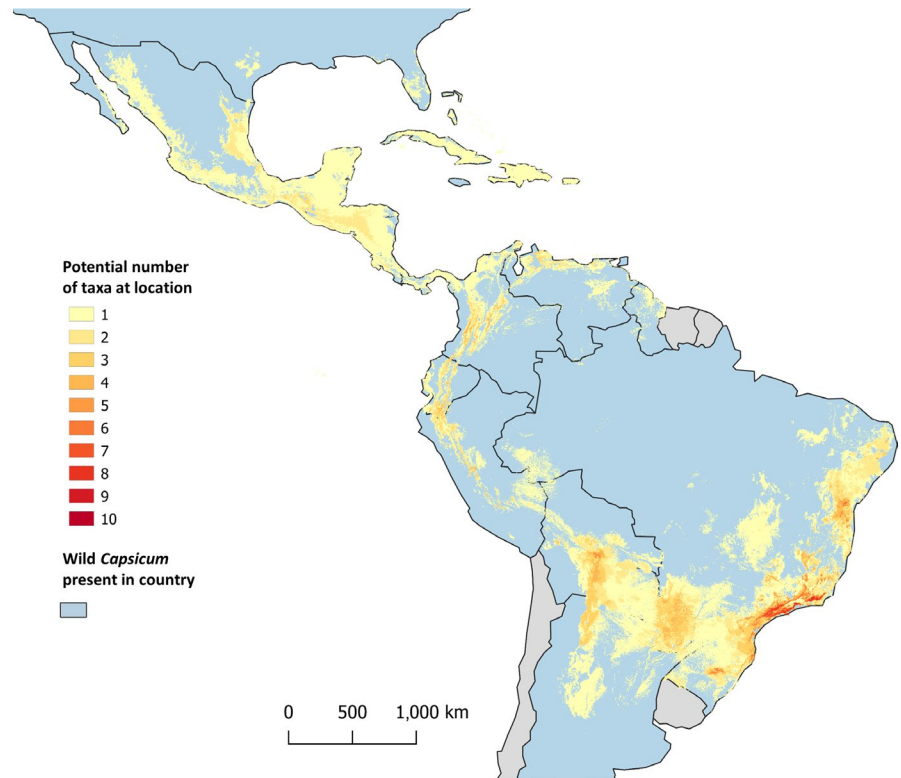 Potential number
of taxa at location
1
2
3
4
5
6
7
8
9
10
Wild Capsicum
present in country
0 500 1,000 km